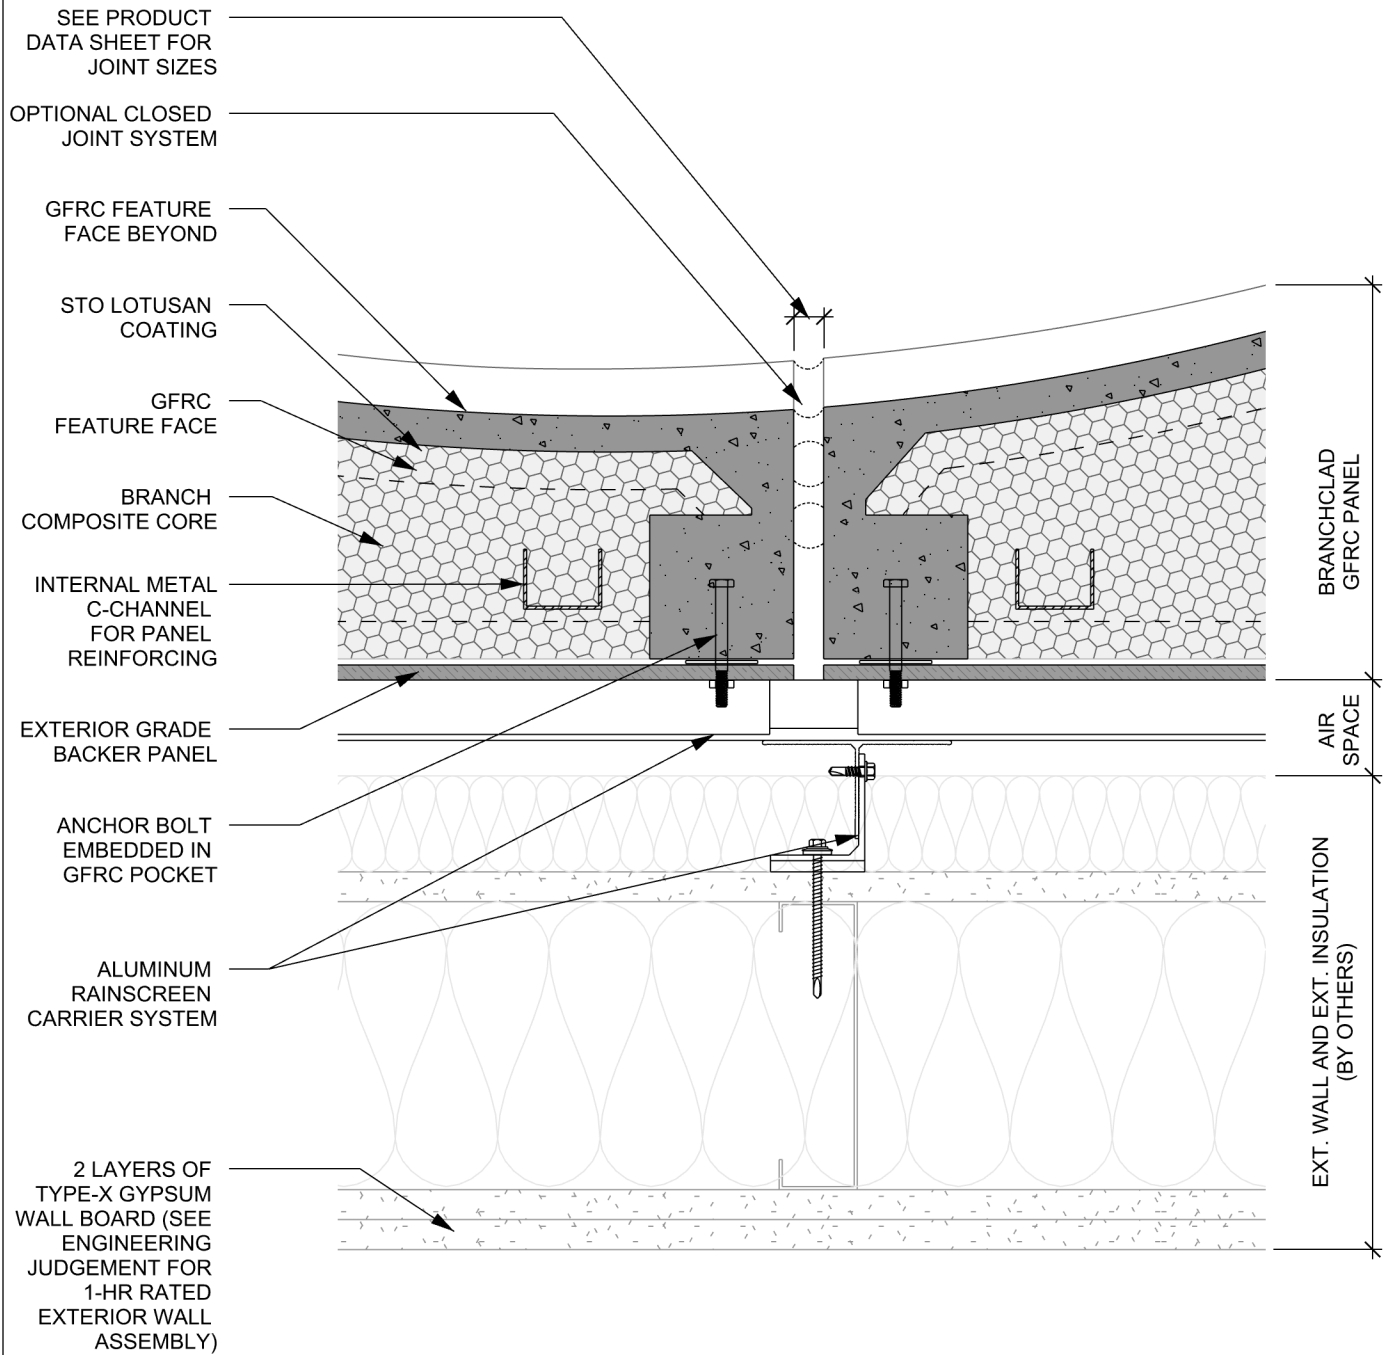 SEE PRODUCT
DATA SHEET FOR
JOINT SIZES
OPTIONAL CLOSED
JOINT SYSTEM
GFRC FEATURE
FACE BEYOND
STO LOTUSAN
COATING
GFRC
FEATURE FACE
BRANCH
COMPOSITE CORE
INTERNAL METAL
C-CHANNEL
FOR PANEL
REINFORCING
EXTERIOR GRADE
BACKER PANEL
ANCHOR BOLT
EMBEDDED IN
GFRC POCKET
ALUMINUM
RAINSCREEN
CARRIER SYSTEM
2 LAYERS OF
TYPE-X GYPSUM
WALL BOARD (SEE
ENGINEERING
JUDGEMENT FOR
1-HR RATED
EXTERIOR WALL
ASSEMBLY)
BRANCHCLAD
GFRC PANEL
AIR
SPACE
EXT. WALL AND EXT. INSULATION
(BY OTHERS)